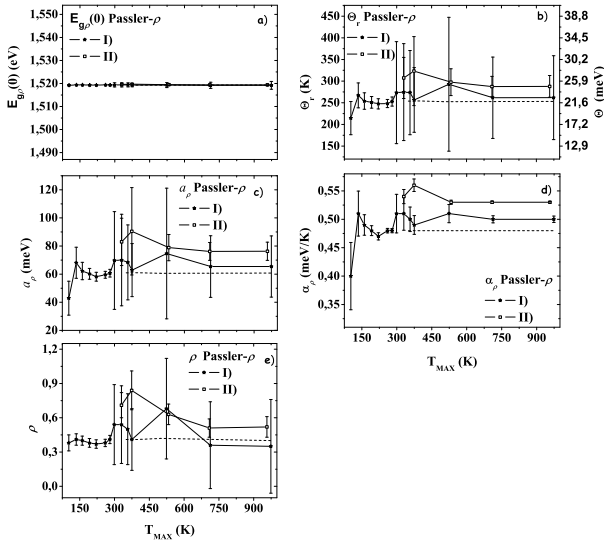 E_gρ(0) Passler-ρ
a)
I)
II)
1,550
1,540
1,530
1,520
1,510
1,500
1,490
E_gρ(0) (eV)
Θ_r Passler-ρ
b)
I)
II)
450
400
350
300
250
200
150
Θ_r (K)
38,8
34,5
30,2
25,9
21,6
17,2
12,9
Θ (meV)
a_ρ Passler-ρ
c)
I)
II)
120
100
80
60
40
20
a_ρ (meV)
d)
α_ρ Passler-ρ
I)
II)
0,55
0,50
0,45
0,40
0,35
α_ρ (meV/K)
150 300 450 600 750 900
T_MAX (K)
ρ Passler-ρ
e)
I)
II)
1,2
0,9
0,6
0,3
0,0
ρ
150 300 450 600 750 900
T_MAX (K)